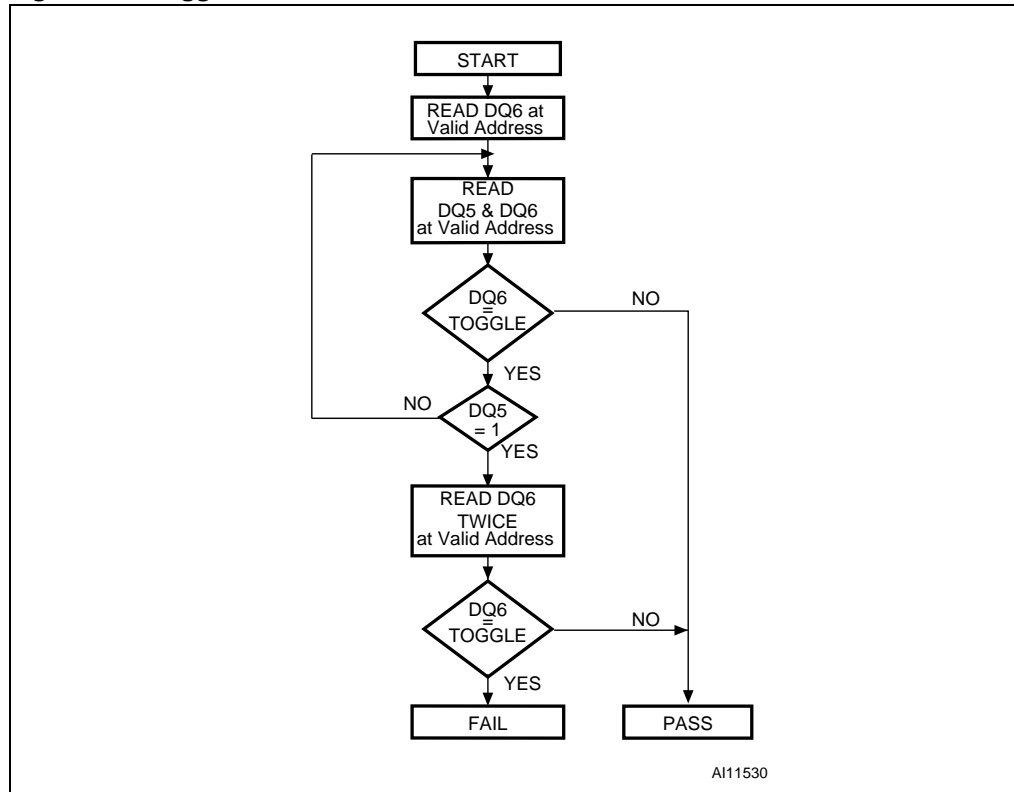 START
READ DQ6 at
Valid Address
READ
DQ5 & DQ6
at Valid Address
DQ6
=
TOGGLE
NO
YES
NO
DQ5
= 1
YES
READ DQ6
TWICE
at Valid Address
DQ6
=
TOGGLE
NO
YES
FAIL
PASS
AI11530